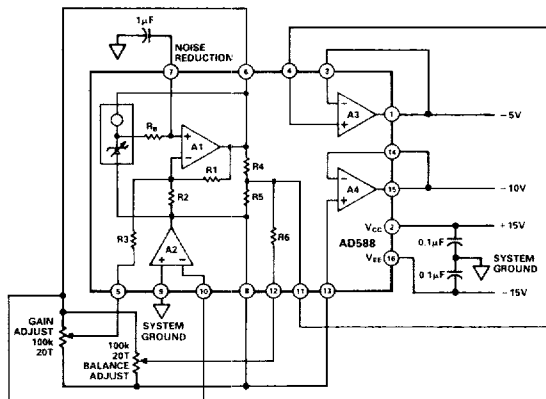 1µF
NOISE
REDUCTION
7
6
4
3
RB
A1
A3
1
−5V
R4
R1
14
R2
R5
A4
15
−10V
R3
R6
VCC
2
+15V
A2
AD588
0.1µF
SYSTEM
GROUND
VEE
16
0.1µF
−15V
5
9
10
8
12
11
13
GAIN
ADJUST
100k
20T
SYSTEM
GROUND
100k
20T
BALANCE
ADJUST